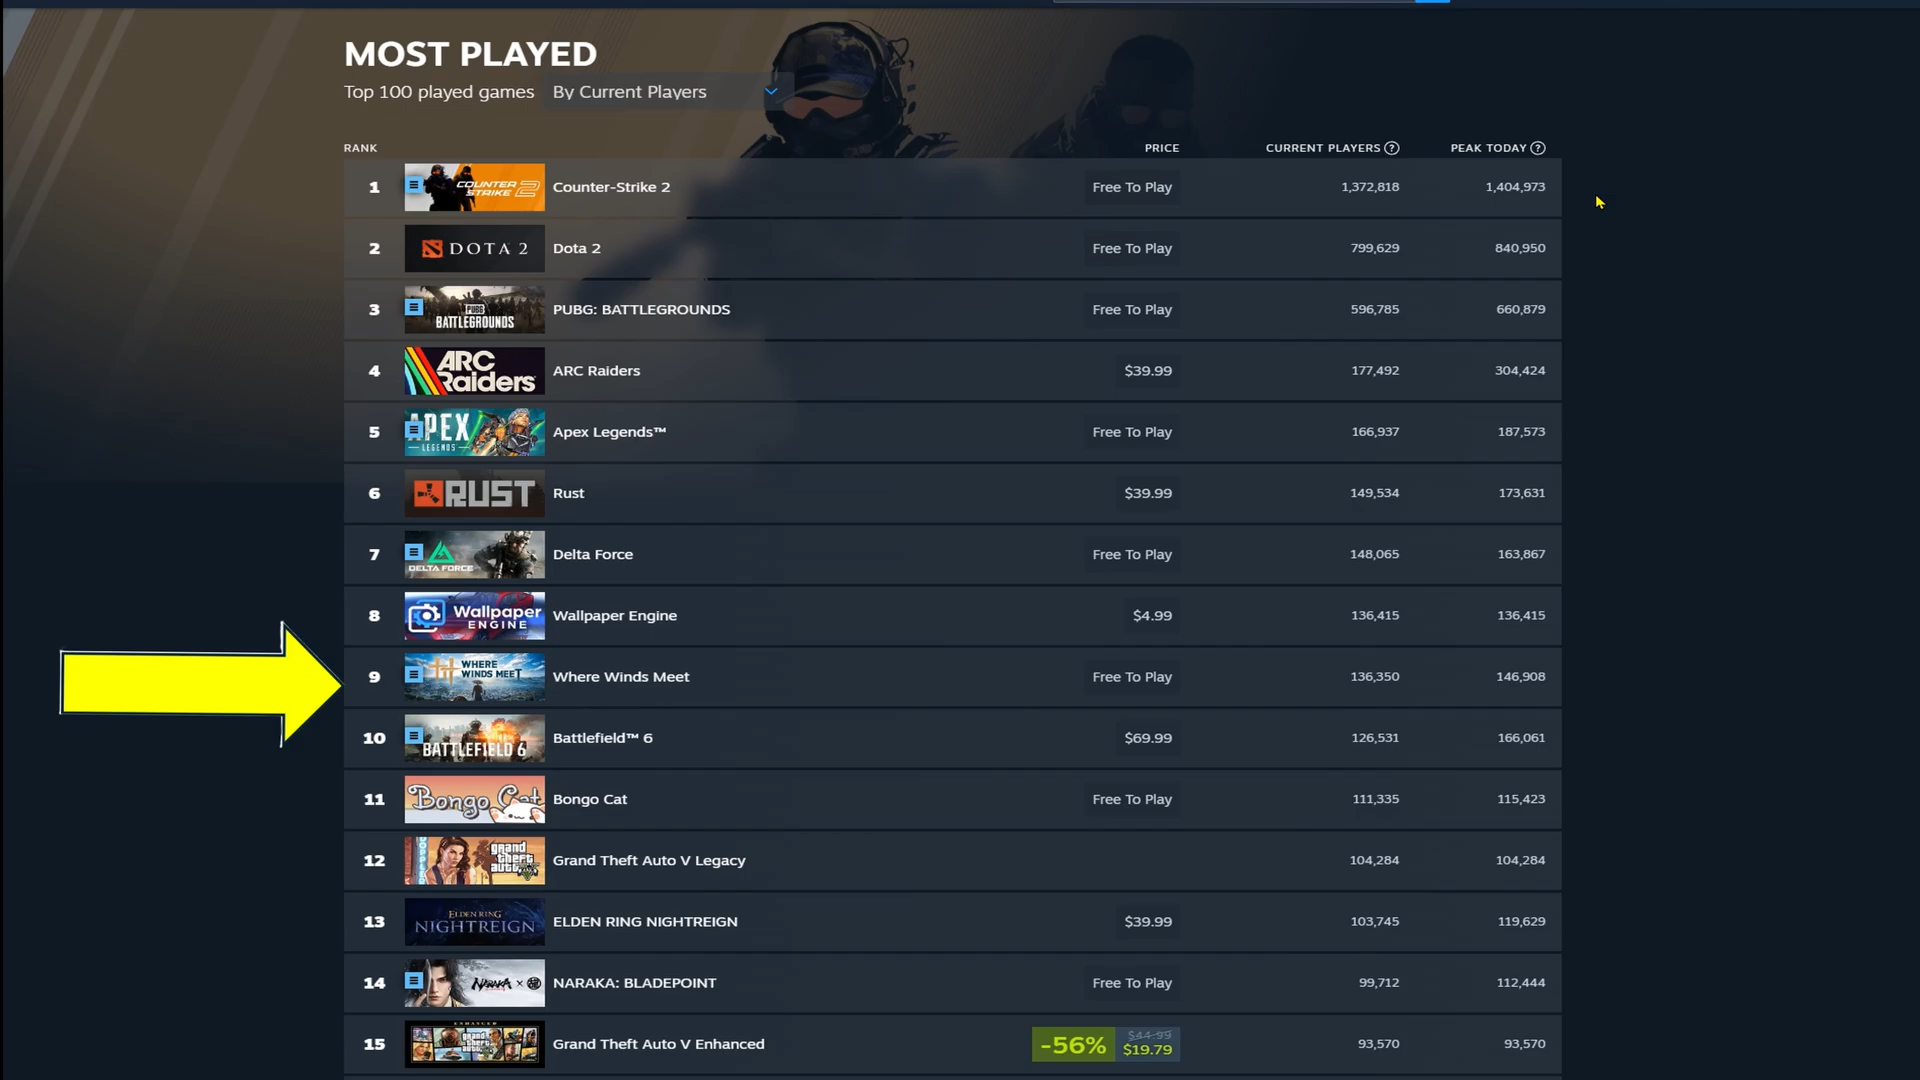 MOST PLAYED
Top 100 played games By Current Players
RANK PRICE CURRENT PLAYERS ? PEAK TODAY ?
1 COUNTER STRIKE 2 Counter-Strike 2 Free To Play 1,372,818 1,404,973
2 DOTA 2 Dota 2 Free To Play 799,629 840,950
3 PUBG BATTLEGROUNDS PUBG: BATTLEGROUNDS Free To Play 596,785 660,879
4 ARC Raiders ARC Raiders $39.99 177,492 304,424
5 APEX LEGENDS Apex Legends™ Free To Play 166,937 187,573
6 RUST Rust $39.99 149,534 173,631
7 DELTA FORCE Delta Force Free To Play 148,065 163,867
8 Wallpaper ENGINE Wallpaper Engine $4.99 136,415 136,415
9 WHERE WINDS MEET Where Winds Meet Free To Play 136,350 146,908
10 BATTLEFIELD 6 Battlefield™ 6 $69.99 126,531 166,061
11 Bongo Cat Bongo Cat Free To Play 111,335 115,423
12 grand theft auto V Grand Theft Auto V Legacy 104,284 104,284
13 ELDEN RING NIGHTREIGN ELDEN RING NIGHTREIGN $39.99 103,745 119,629
14 NARAKA X NARAKA: BLADEPOINT Free To Play 99,712 112,444
15 ENHANCED grand theft auto Grand Theft Auto V Enhanced -56% $44.99 $19.79 93,570 93,570